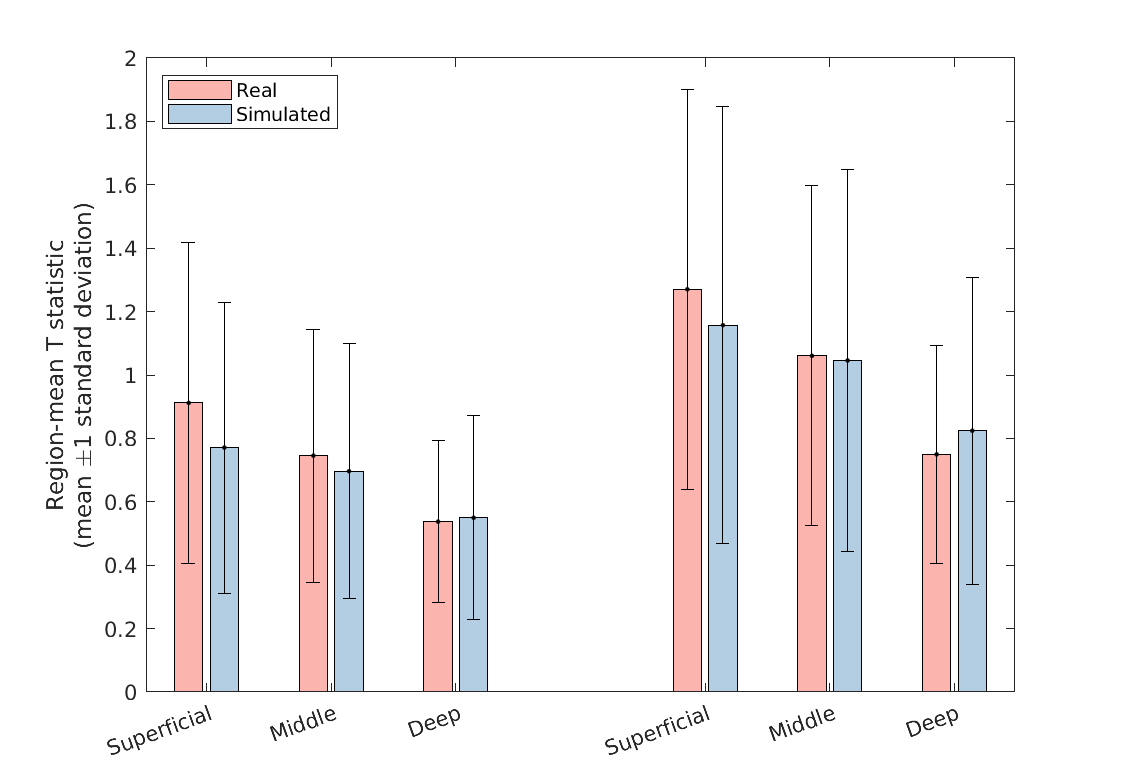 Real
Simulated
Region-mean T statistic
(mean ±1 standard deviation)
2
1.8
1.6
1.4
1.2
1
0.8
0.6
0.4
0.2
0
Superficial
Middle
Deep
Superficial
Middle
Deep